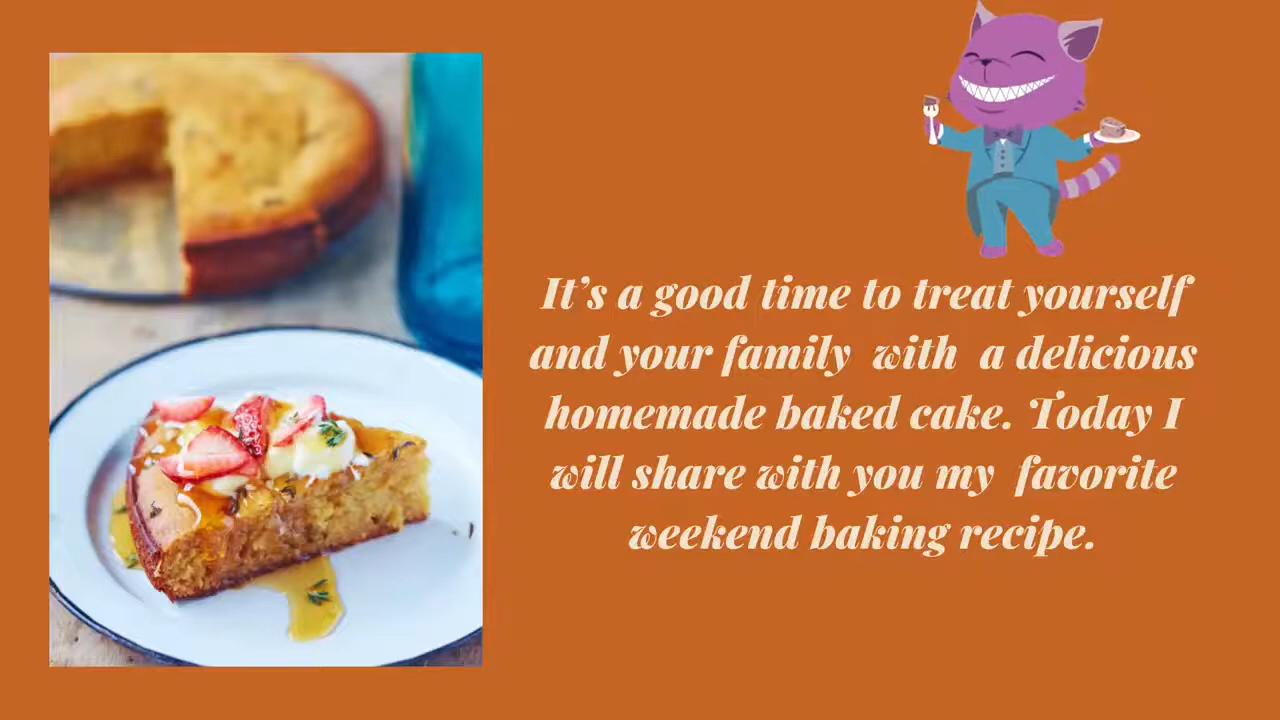 It’s a good time to treat yourself
and your family with a delicious
homemade baked cake. Today I
will share with you my favorite
weekend baking recipe.